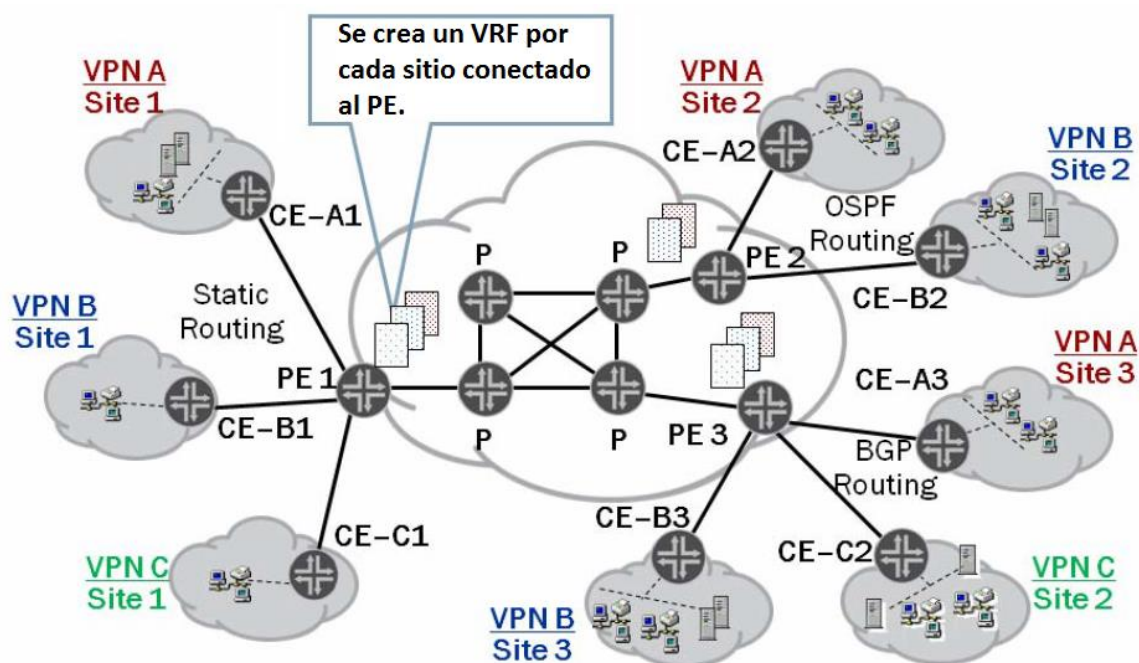 Se crea un VRF por
cada sitio conectado
al PE.
VPN A
Site 1
CE-A1
VPN A
Site 2
CE-A2
VPN B
Site 2
OSPF
Routing
CE-B2
P
P
PE 2
Static
Routing
VPN B
Site 1
CE-B1
PE 1
P
P
PE 3
CE-A3
VPN A
Site 3
BGP
Routing
CE-C1
VPN C
Site 1
CE-B3
VPN B
Site 3
CE-C2
VPN C
Site 2